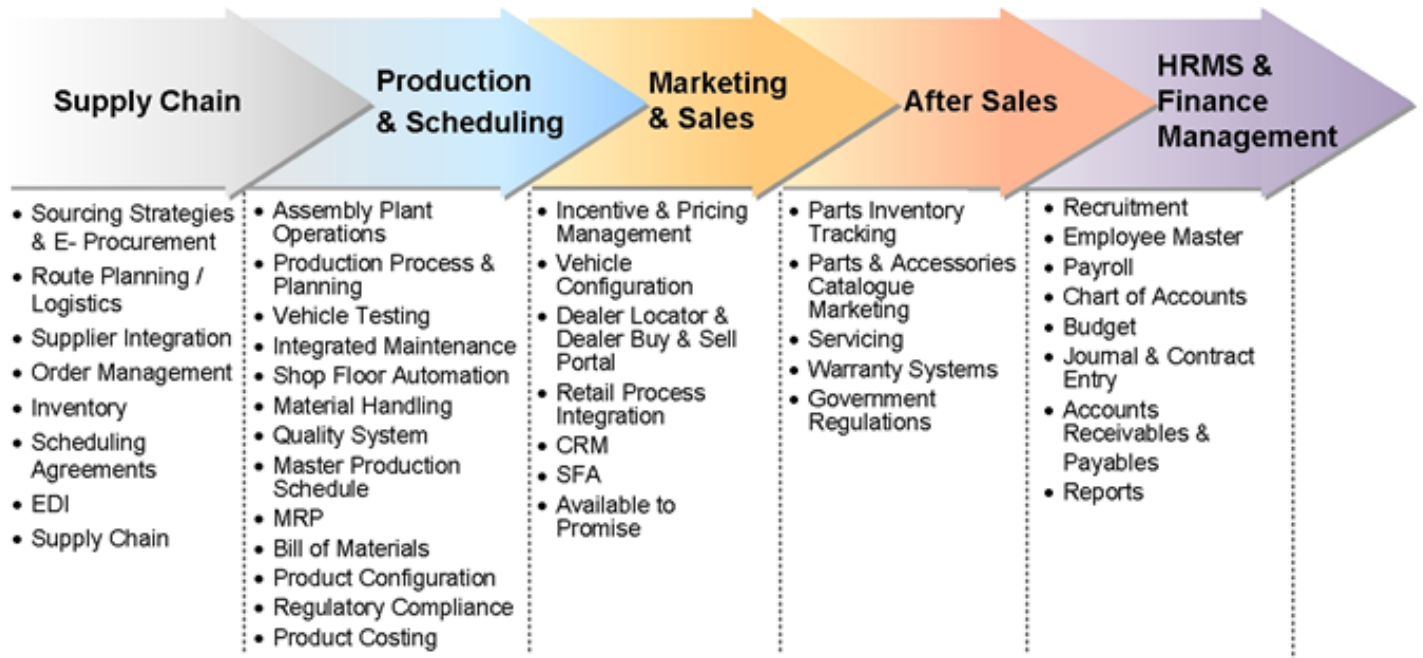 Supply Chain
Production
& Scheduling
Marketing
& Sales
After Sales
HRMS &
Finance
Management
• Sourcing Strategies
& E- Procurement
• Route Planning /
Logistics
• Supplier Integration
• Order Management
• Inventory
• Scheduling
Agreements
• EDI
• Supply Chain
• Assembly Plant
Operations
• Production Process &
Planning
• Vehicle Testing
• Integrated Maintenance
• Shop Floor Automation
• Material Handling
• Quality System
• Master Production
Schedule
• MRP
• Bill of Materials
• Product Configuration
• Regulatory Compliance
• Product Costing
• Incentive & Pricing
Management
• Vehicle
Configuration
• Dealer Locator &
Dealer Buy & Sell
Portal
• Retail Process
Integration
• CRM
• SFA
• Available to
Promise
• Parts Inventory
Tracking
• Parts & Accessories
Catalogue
Marketing
• Servicing
• Warranty Systems
• Government
Regulations
• Recruitment
• Employee Master
• Payroll
• Chart of Accounts
• Budget
• Journal & Contract
Entry
• Accounts
Receivables &
Payables
• Reports